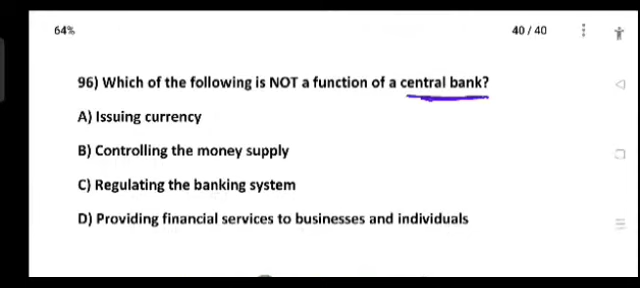 64%
40 / 40
96) Which of the following is NOT a function of a central bank?
A) Issuing currency
B) Controlling the money supply
C) Regulating the banking system
D) Providing financial services to businesses and individuals